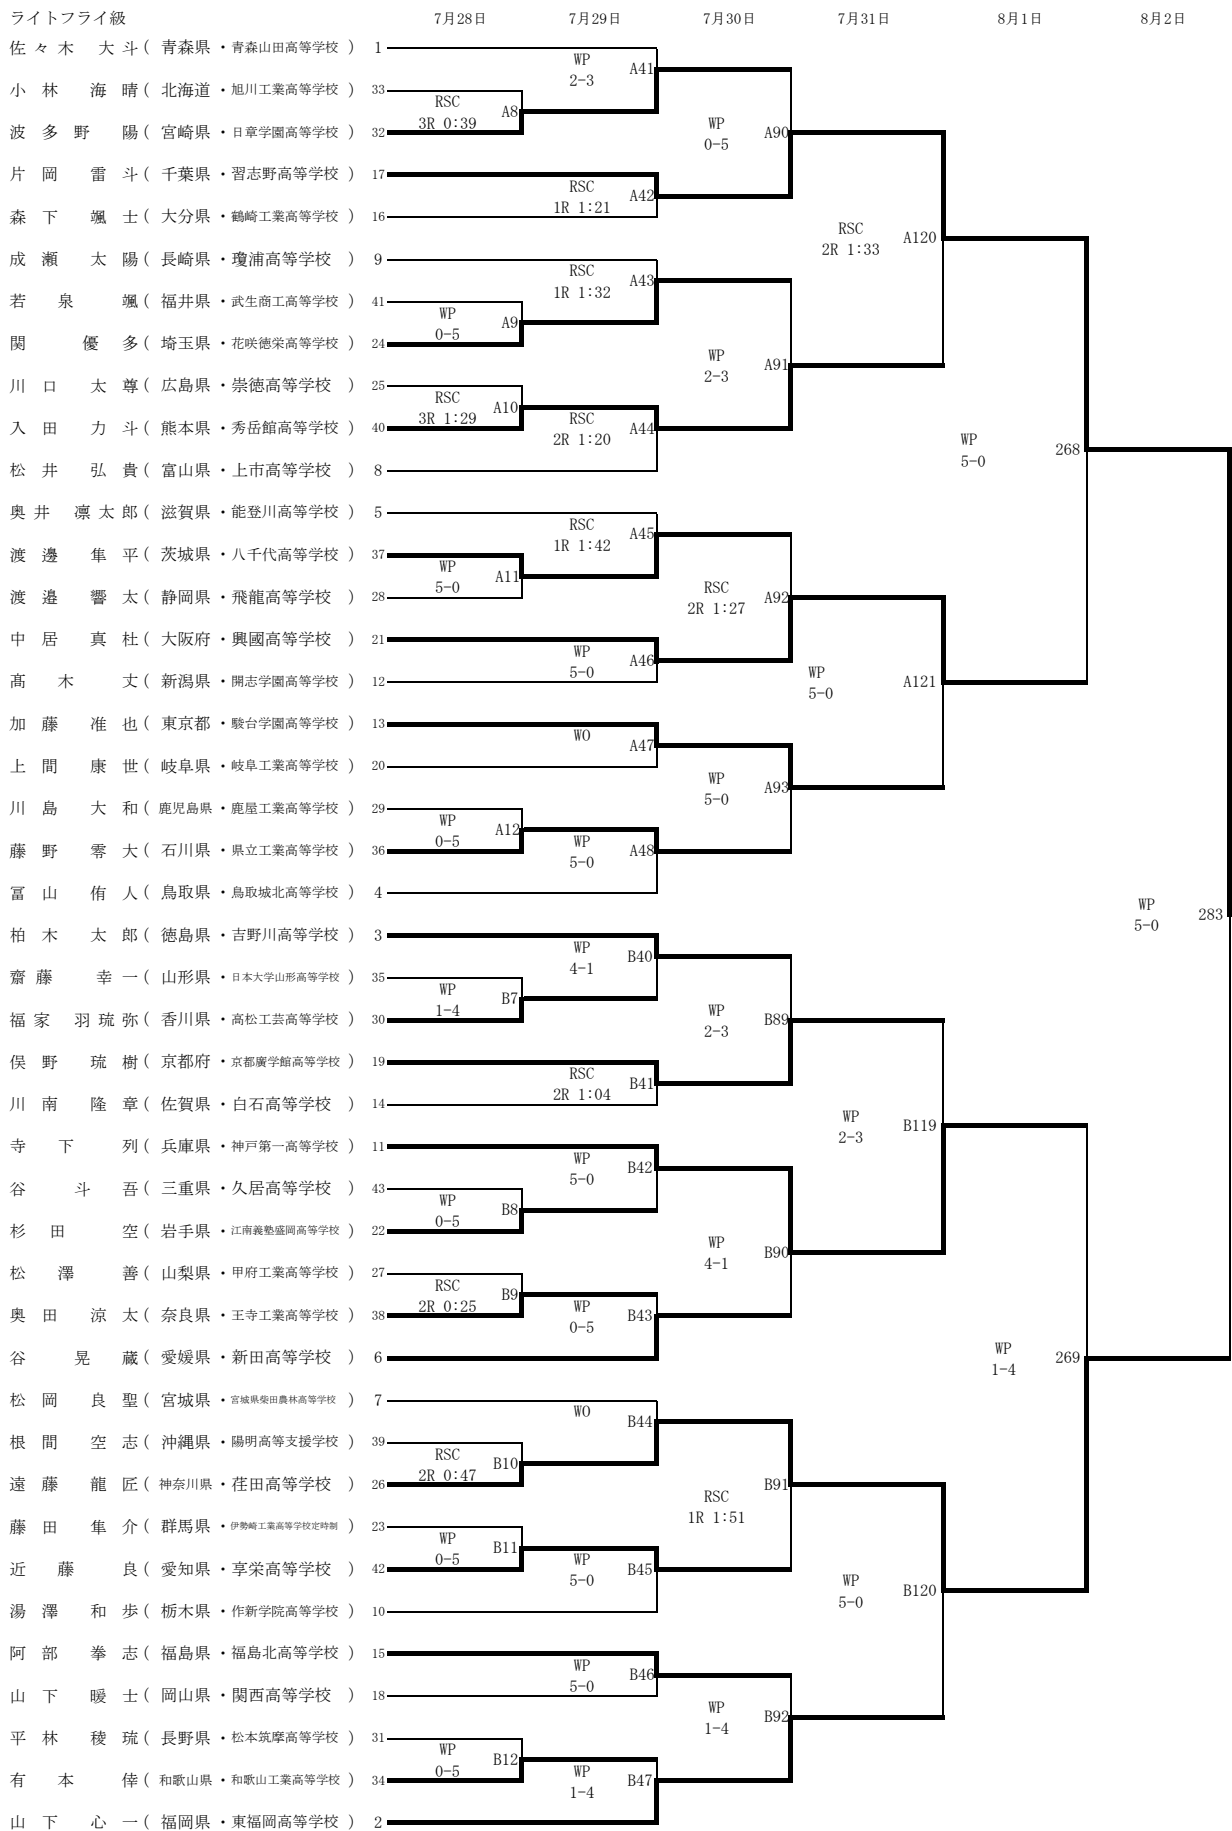 ライトフライ級 7月28日 7月29日 7月30日 7月31日 8月1日 8月2日
佐々木 大斗 ( 青森県 ・ 青森山田高等学校 ) 1
WP 2-3 A41
小林 海晴 ( 北海道 ・ 旭川工業高等学校 ) 33
RSC 3R 0:39 A8
波多野 陽 ( 宮崎県 ・ 日章学園高等学校 ) 32
WP 0-5 A90
片岡 雷斗 ( 千葉県 ・ 習志野高等学校 ) 17
RSC 1R 1:21 A42
森下 颯士 ( 大分県 ・ 鶴崎工業高等学校 ) 16
RSC 2R 1:33 A120
成瀬 太陽 ( 長崎県 ・ 瓊浦高等学校 ) 9
RSC 1R 1:32 A43
若泉 颯 ( 福井県 ・ 武生商工高等学校 ) 41
WP 0-5 A9
関 優多 ( 埼玉県 ・ 花咲徳栄高等学校 ) 24
WP 2-3 A91
川口 太尊 ( 広島県 ・ 崇徳高等学校 ) 25
RSC 3R 1:29 A10
入田 力斗 ( 熊本県 ・ 秀岳館高等学校 ) 40
RSC 2R 1:20 A44
WP 5-0 268
松井 弘貴 ( 富山県 ・ 上市高等学校 ) 8
奥井 凛太郎 ( 滋賀県 ・ 能登川高等学校 ) 5
RSC 1R 1:42 A45
渡邊 隼平 ( 茨城県 ・ 八千代高等学校 ) 37
WP 5-0 A11
渡邉 響太 ( 静岡県 ・ 飛龍高等学校 ) 28
RSC 2R 1:27 A92
中居 真杜 ( 大阪府 ・ 興國高等学校 ) 21
WP 5-0 A46
髙木 丈 ( 新潟県 ・ 開志学園高等学校 ) 12
WP 5-0 A121
加藤 准也 ( 東京都 ・ 駿台学園高等学校 ) 13
WO A47
上間 康世 ( 岐阜県 ・ 岐阜工業高等学校 ) 20
WP 5-0 A93
川島 大和 ( 鹿児島県 ・ 鹿屋工業高等学校 ) 29
WP 0-5 A12
藤野 零大 ( 石川県 ・ 県立工業高等学校 ) 36
WP 5-0 A48
冨山 侑人 ( 鳥取県 ・ 鳥取城北高等学校 ) 4
WP 5-0 283
柏木 太郎 ( 徳島県 ・ 吉野川高等学校 ) 3
WP 4-1 B40
齋藤 幸一 ( 山形県 ・ 日本大学山形高等学校 ) 35
WP 1-4 B7
福家 羽琉弥 ( 香川県 ・ 高松工芸高等学校 ) 30
WP 2-3 B89
俣野 琉樹 ( 京都府 ・ 京都廣学館高等学校 ) 19
RSC 2R 1:04 B41
川南 隆章 ( 佐賀県 ・ 白石高等学校 ) 14
WP 2-3 B119
寺下 列 ( 兵庫県 ・ 神戸第一高等学校 ) 11
WP 5-0 B42
谷 斗吾 ( 三重県 ・ 久居高等学校 ) 43
WP 0-5 B8
杉田 空 ( 岩手県 ・ 江南義塾盛岡高等学校 ) 22
WP 4-1 B90
松澤 善 ( 山梨県 ・ 甲府工業高等学校 ) 27
RSC 2R 0:25 B9
奥田 涼太 ( 奈良県 ・ 王寺工業高等学校 ) 38
WP 0-5 B43
谷 晃蔵 ( 愛媛県 ・ 新田高等学校 ) 6
WP 1-4 269
松岡 良聖 ( 宮城県 ・ 宮城県柴田農林高等学校 ) 7
WO B44
根間 空志 ( 沖縄県 ・ 陽明高等支援学校 ) 39
RSC 2R 0:47 B10
遠藤 龍匠 ( 神奈川県 ・ 荏田高等学校 ) 26
RSC 1R 1:51 B91
藤田 隼介 ( 群馬県 ・ 伊勢崎工業高等学校定時制 ) 23
WP 0-5 B11
近藤 良 ( 愛知県 ・ 享栄高等学校 ) 42
WP 5-0 B45
湯澤 和歩 ( 栃木県 ・ 作新学院高等学校 ) 10
WP 5-0 B120
阿部 拳志 ( 福島県 ・ 福島北高等学校 ) 15
WP 5-0 B46
山下 暖士 ( 岡山県 ・ 関西高等学校 ) 18
WP 1-4 B92
平林 稜琉 ( 長野県 ・ 松本筑摩高等学校 ) 31
WP 0-5 B12
有本 倖 ( 和歌山県 ・ 和歌山工業高等学校 ) 34
WP 1-4 B47
山下 心一 ( 福岡県 ・ 東福岡高等学校 ) 2